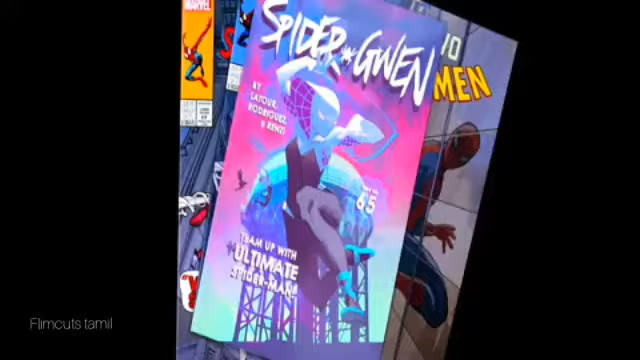 MARVEL
SPIDER*GWEN
BY
LATOUR,
RODRIGUEZ,
& RENZI
MEN
65
TEAM UP WITH
ULTIMATE
SPIDER-MAN!
Flimcuts tamil